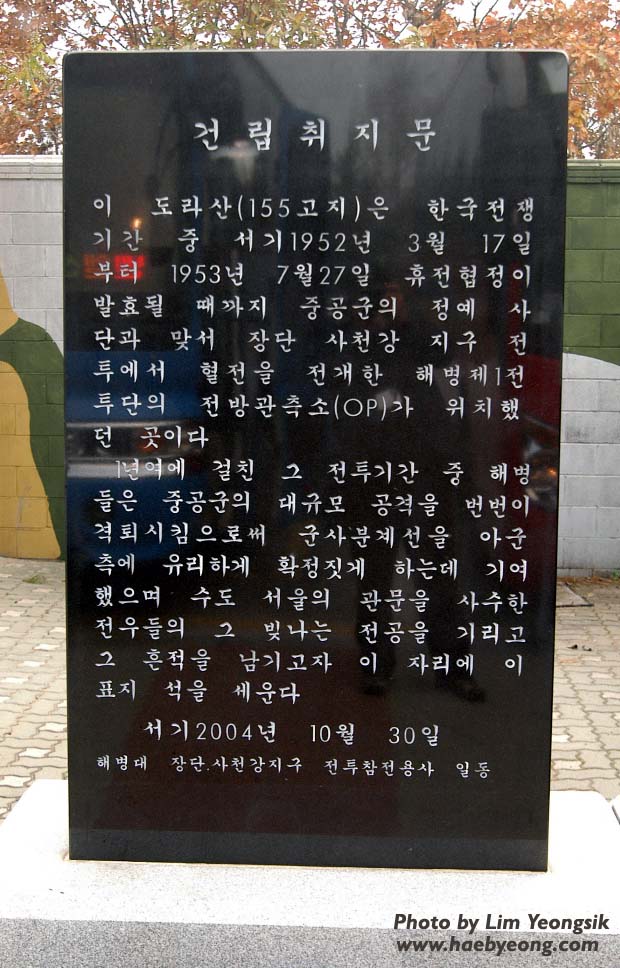 건립취지문
이 도라산(155고지)은 한국전쟁
기간 중 서기1952년 3월 17일
부터 1953년 7월27일 휴전협정이
발효될 때까지 중공군의 정예 사
단과 맞서 장단 사천강 지구 전
투에서 혈전을 전개한 해병제1전
투단의 전방관측소(OP)가 위치했
던 곳이다
1년여에 걸친 그 전투기간 중 해병
들은 중공군의 대규모 공격을 번번이
격퇴시킴으로써 군사분계선을 아군
측에 유리하게 확정짓게 하는데 기여
했으며 수도 서울의 관문을 사수한
전우들의 그 빛나는 전공을 기리고
그 흔적을 남기고자 이 자리에 이
표지 석을 세운다
서기2004년 10월 30일
해병대 장단.사천강지구 전투참전용사 일동
Photo by Lim Yeongsik
www.haebyeong.com